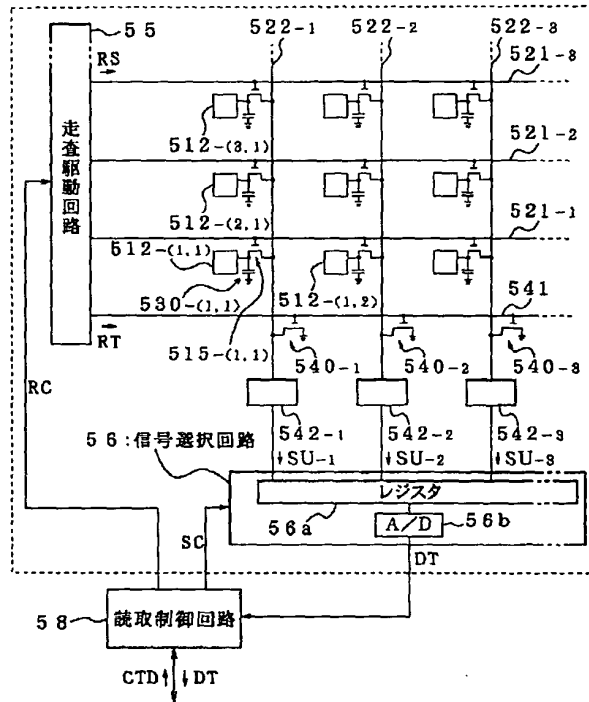 522-1
522-2
522-3
55
RS
521-3
走査駆動回路
512-(3,1)
521-2
512-(2,1)
521-1
512-(1,1)
530-(1,1)
512-(1,2)
541
515-(1,1)
RT
540-1
540-2
540-3
RC
542-1
542-2
542-3
56:信号選択回路
↓SU-1
↓SU-2
↓SU-3
レジスタ
56a
A/D
56b
SC
DT
58
読取制御回路
CTD↑↓DT